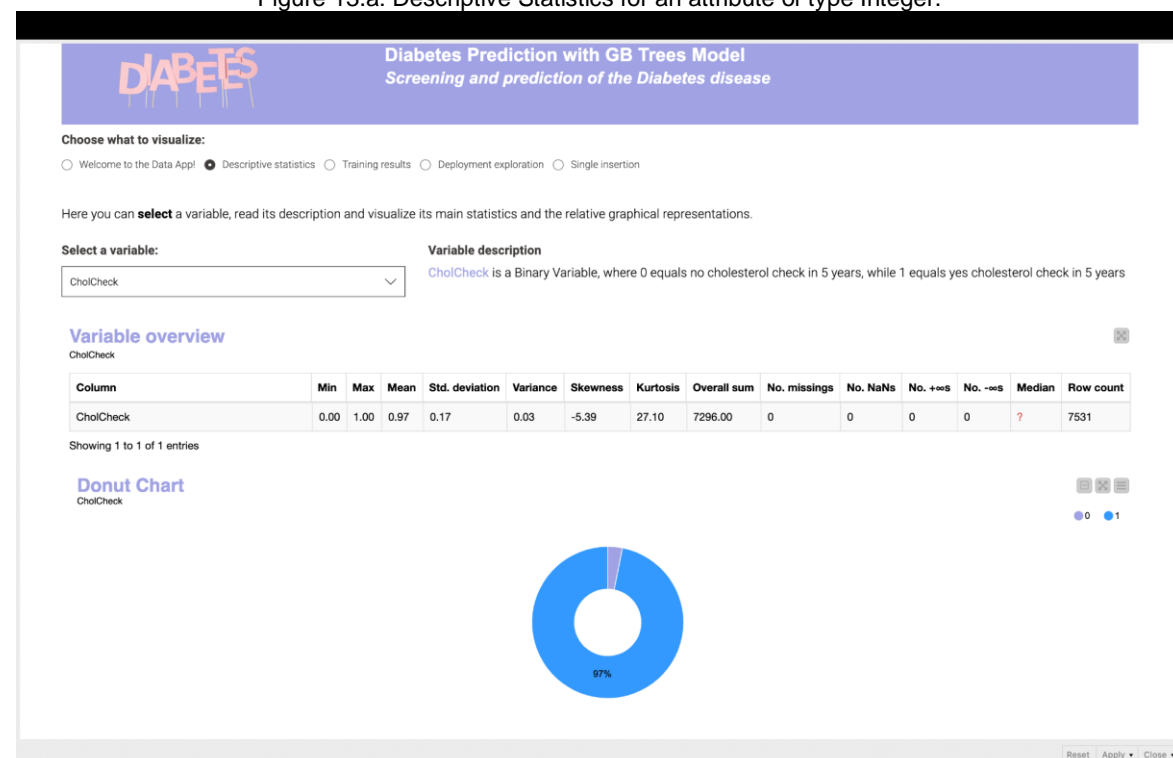 Figure 15.a. Descriptive Statistics for an attribute of type Integer.
DIABETES
Diabetes Prediction with GB Trees Model
Screening and prediction of the Diabetes disease
Choose what to visualize:
Welcome to the Data App! Descriptive statistics Training results Deployment exploration Single insertion
Here you can select a variable, read its description and visualize its main statistics and the relative graphical representations.
Select a variable: Variable description
CholCheck CholCheck is a Binary Variable, where 0 equals no cholesterol check in 5 years, while 1 equals yes cholesterol check in 5 years
Variable overview
CholCheck
Column Min Max Mean Std. deviation Variance Skewness Kurtosis Overall sum No. missings No. NaNs No. +∞s No. -∞s Median Row count
CholCheck 0.00 1.00 0.97 0.17 0.03 -5.39 27.10 7296.00 0 0 0 0 ? 7531
Showing 1 to 1 of 1 entries
Donut Chart
CholCheck
0 1
97%
Reset Apply Close